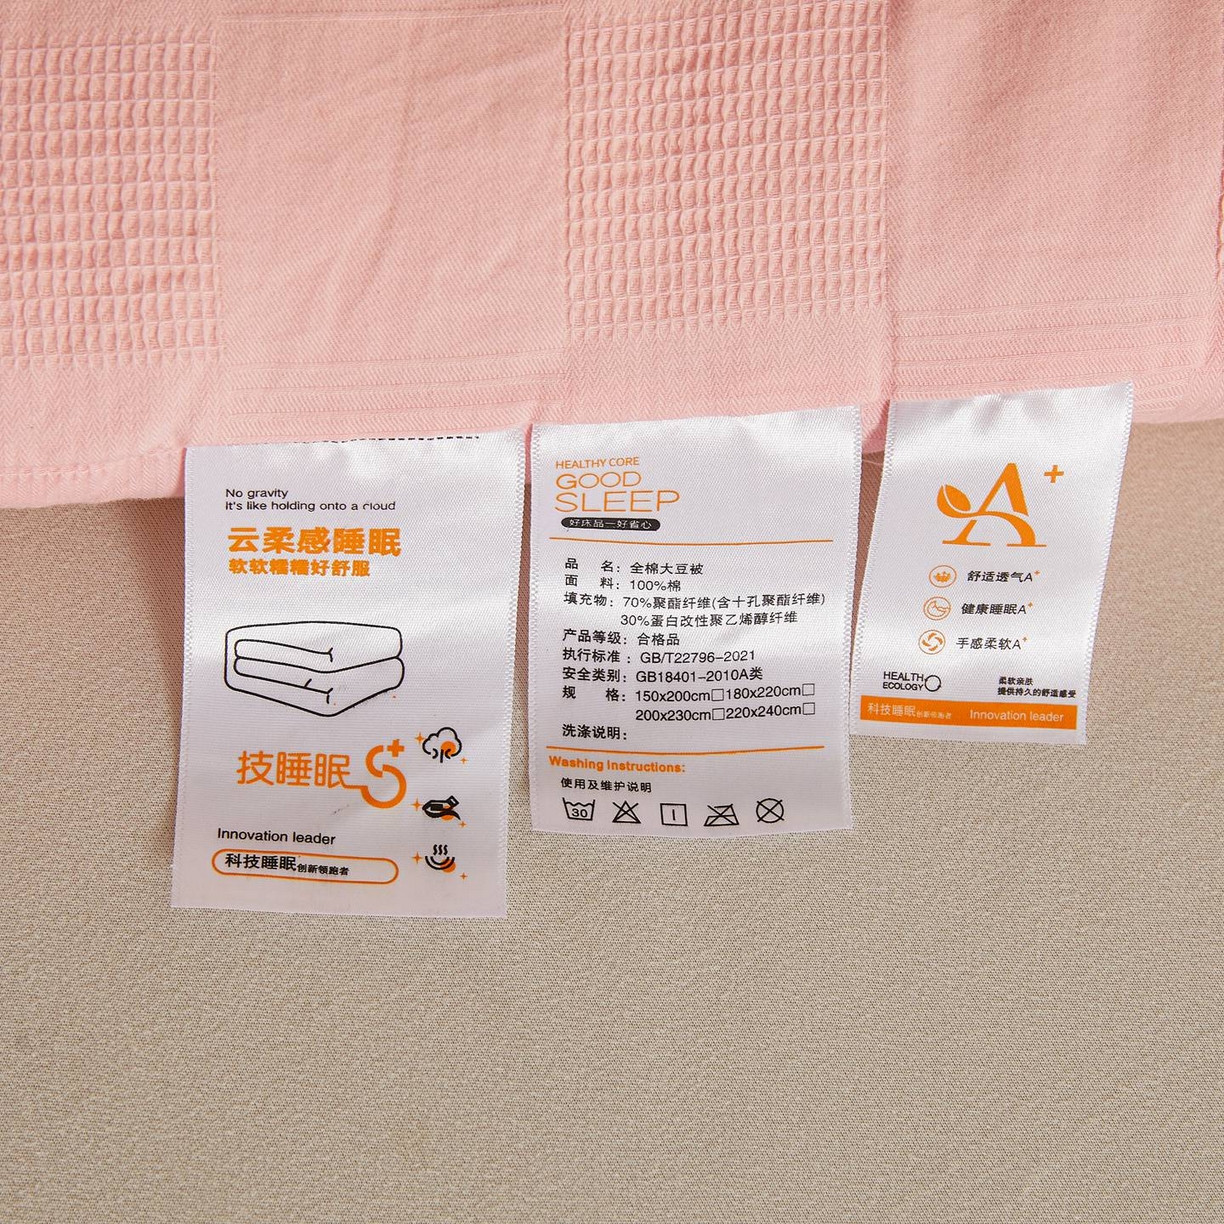 No gravity
It's like holding onto a cloud
云柔感睡眠
软软糯糯好舒服
技睡眠S+
Innovation leader
科技睡眠创新领跑者
HEALTHY CORE
GOOD
SLEEP
好床品一好省心
品 名：全棉大豆被
面 料：100%棉
填充物：70%聚酯纤维(含十孔聚酯纤维)
30%蛋白改性聚乙烯醇纤维
产品等级：合格品
执行标准：GB/T22796-2021
安全类别：GB18401-2010A类
规 格：150x200cm□180x220cm□
200x230cm□220x240cm□
洗涤说明：
Washing Instructions:
使用及维护说明
30
A+
舒适透气A+
健康睡眠A+
手感柔软A+
HEALTH
ECOLOGY
柔软亲肤
提供持久的舒适感受
科技睡眠创新领跑者 Innovation leader